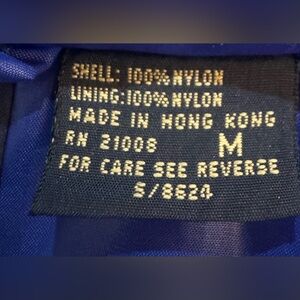 SHELL: 100% NYLON
LINING:100% NYLON
MADE IN HONG KONG
RN 21008 M
FOR CARE SEE REVERSE
S/8624